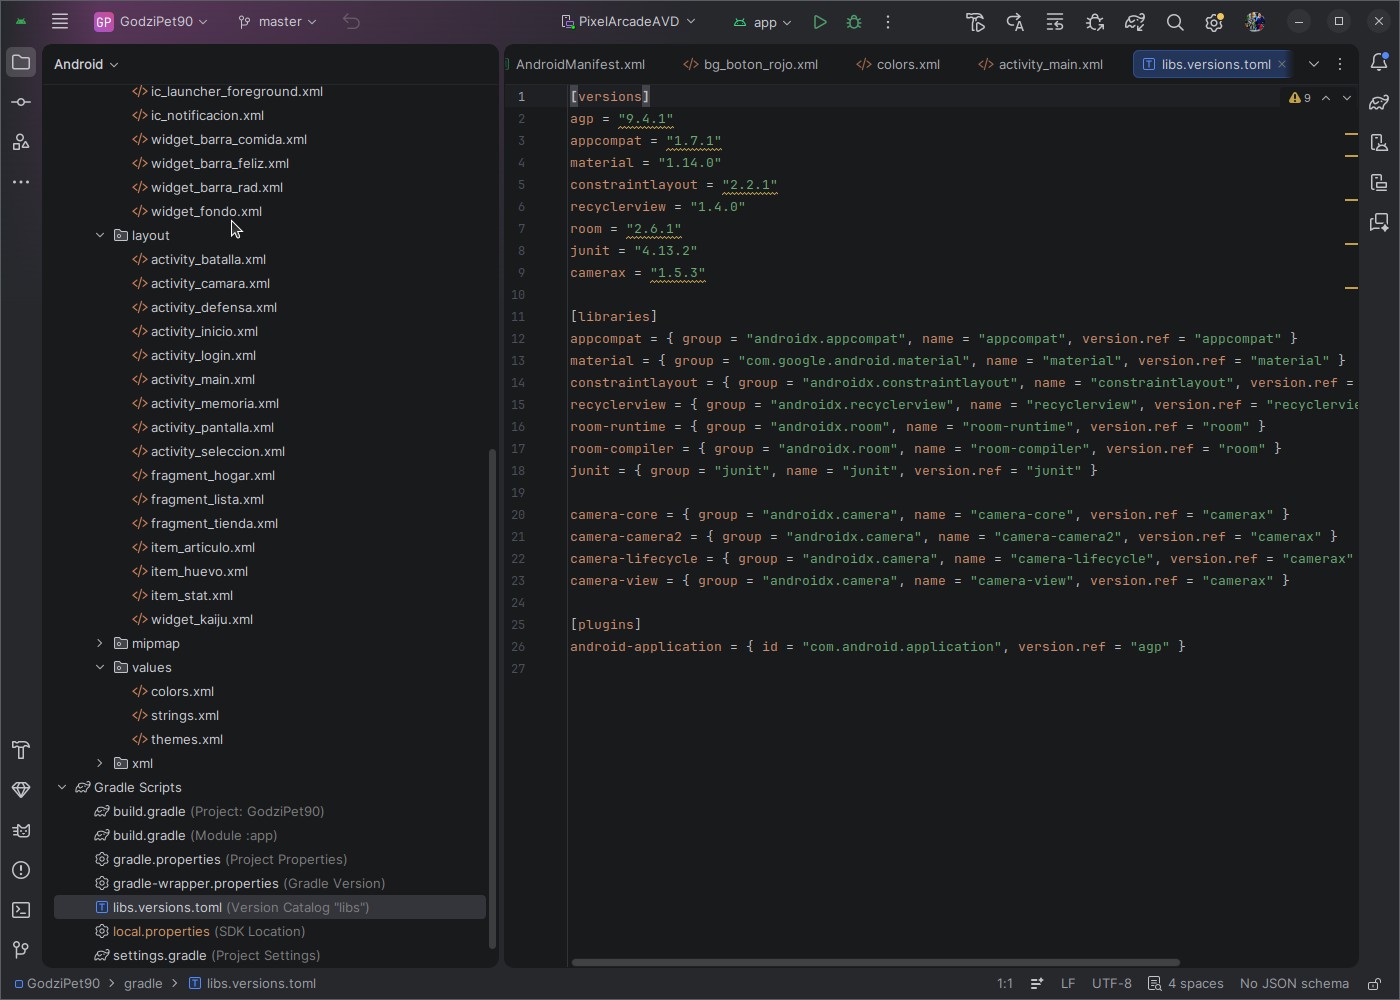 GP GodziPet90 master PixelArcadeAVD app
Android
AndroidManifest.xml bg_boton_rojo.xml colors.xml activity_main.xml libs.versions.toml
ic_launcher_foreground.xml
ic_notificacion.xml
widget_barra_comida.xml
widget_barra_feliz.xml
widget_barra_rad.xml
widget_fondo.xml
layout
activity_batalla.xml
activity_camara.xml
activity_defensa.xml
activity_inicio.xml
activity_login.xml
activity_main.xml
activity_memoria.xml
activity_pantalla.xml
activity_seleccion.xml
fragment_hogar.xml
fragment_lista.xml
fragment_tienda.xml
item_articulo.xml
item_huevo.xml
item_stat.xml
widget_kaiju.xml
mipmap
values
colors.xml
strings.xml
themes.xml
xml
Gradle Scripts
build.gradle (Project: GodziPet90)
build.gradle (Module :app)
gradle.properties (Project Properties)
gradle-wrapper.properties (Gradle Version)
libs.versions.toml (Version Catalog "libs")
local.properties (SDK Location)
settings.gradle (Project Settings)
1 [versions]
9
2 agp = "9.4.1"
3 appcompat = "1.7.1"
4 material = "1.14.0"
5 constraintlayout = "2.2.1"
6 recyclerview = "1.4.0"
7 room = "2.6.1"
8 junit = "4.13.2"
9 camerax = "1.5.3"
10
11 [libraries]
12 appcompat = { group = "androidx.appcompat", name = "appcompat", version.ref = "appcompat" }
13 material = { group = "com.google.android.material", name = "material", version.ref = "material" }
14 constraintlayout = { group = "androidx.constraintlayout", name = "constraintlayout", version.ref =
15 recyclerview = { group = "androidx.recyclerview", name = "recyclerview", version.ref = "recyclervie
16 room-runtime = { group = "androidx.room", name = "room-runtime", version.ref = "room" }
17 room-compiler = { group = "androidx.room", name = "room-compiler", version.ref = "room" }
18 junit = { group = "junit", name = "junit", version.ref = "junit" }
19
20 camera-core = { group = "androidx.camera", name = "camera-core", version.ref = "camerax" }
21 camera-camera2 = { group = "androidx.camera", name = "camera-camera2", version.ref = "camerax" }
22 camera-lifecycle = { group = "androidx.camera", name = "camera-lifecycle", version.ref = "camerax"
23 camera-view = { group = "androidx.camera", name = "camera-view", version.ref = "camerax" }
24
25 [plugins]
26 android-application = { id = "com.android.application", version.ref = "agp" }
27
GodziPet90 > gradle > libs.versions.toml 1:1 LF UTF-8 4 spaces No JSON schema